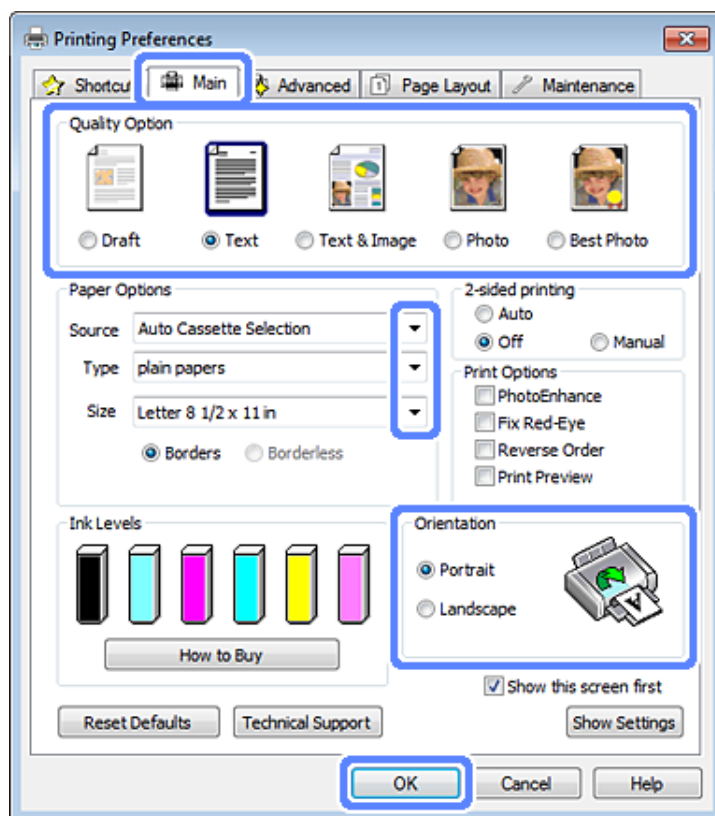 Printing Preferences
Shortcu Main Advanced 1 Page Layout Maintenance
Quality Option
Draft Text Text & Image Photo Best Photo
Paper Options
Source Auto Cassette Selection
Type plain papers
Size Letter 8 1/2 x 11 in
Borders Borderless
2-sided printing
Auto
Off Manual
Print Options
PhotoEnhance
Fix Red-Eye
Reverse Order
Print Preview
Ink Levels
How to Buy
Orientation
Portrait
Landscape
A
Show this screen first
Reset Defaults Technical Support Show Settings
OK Cancel Help